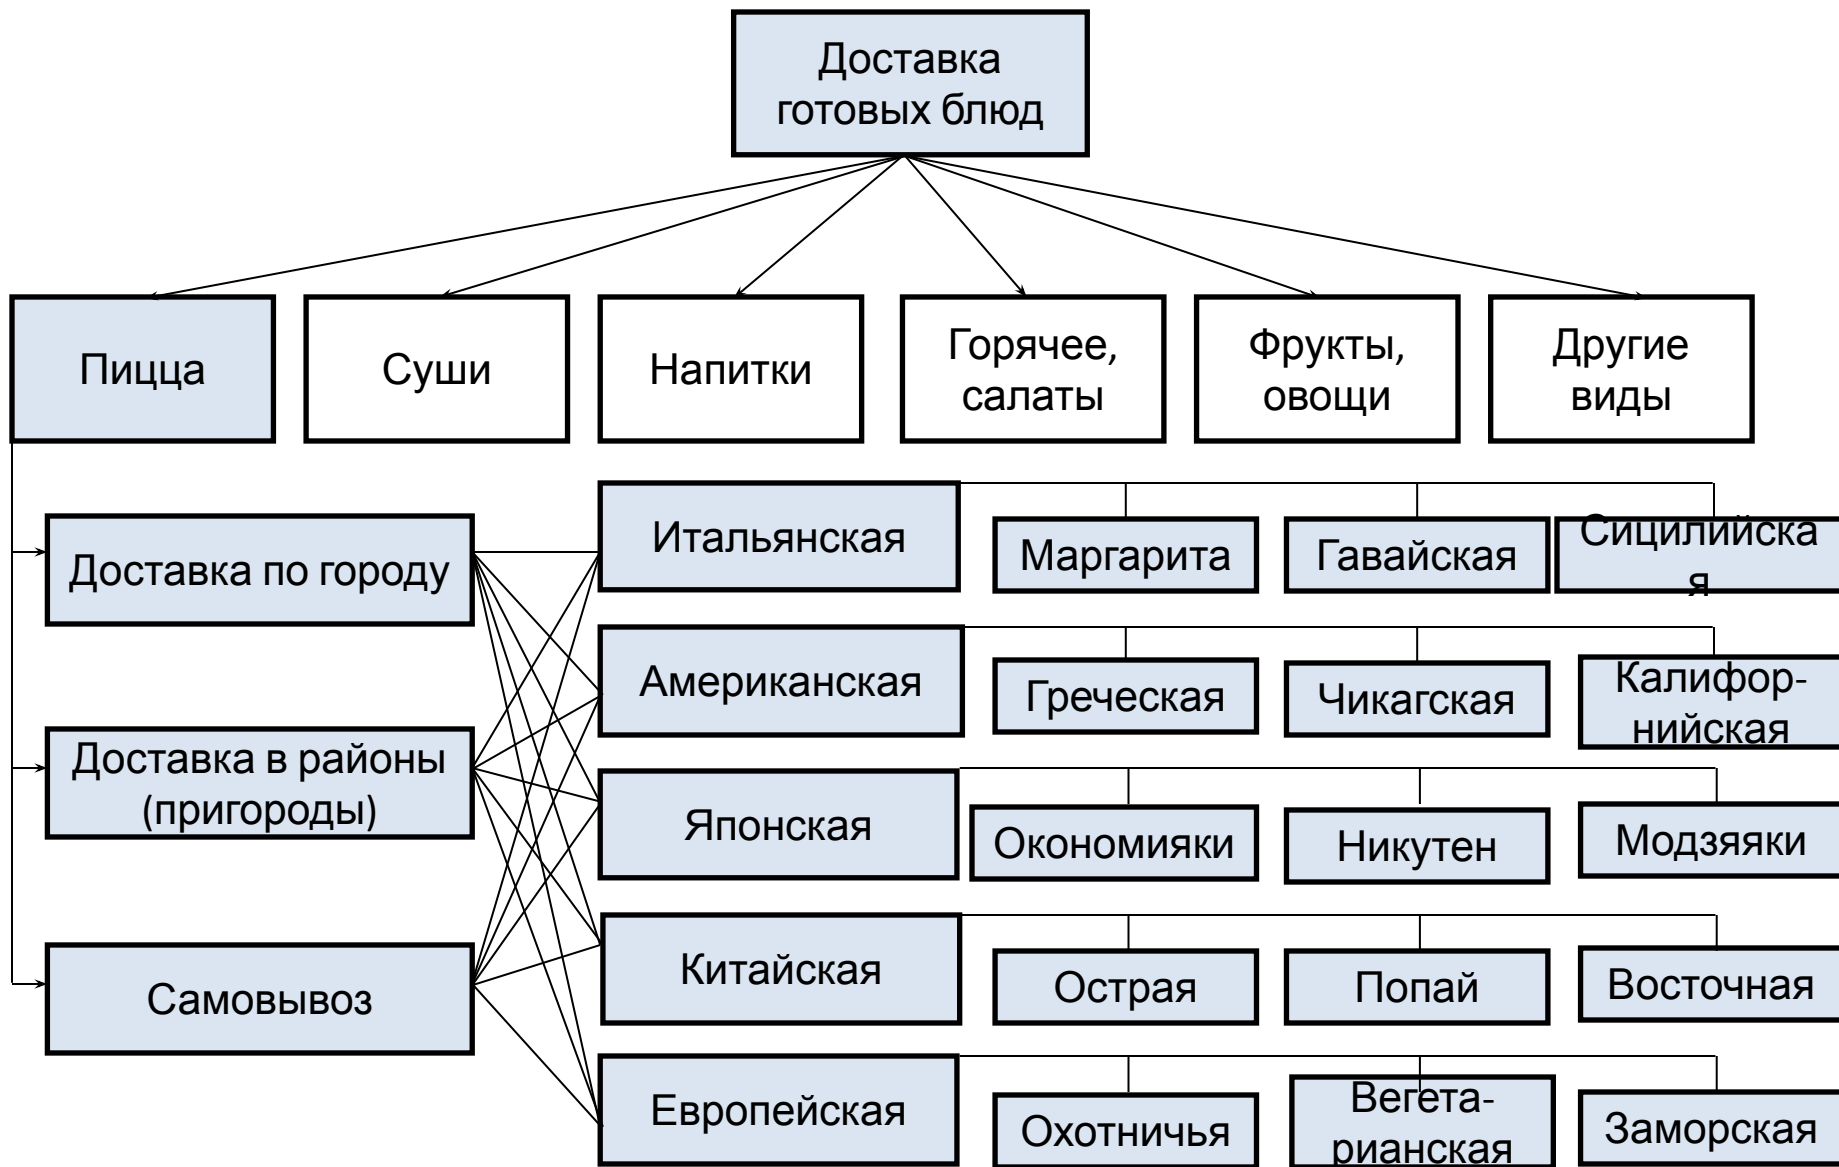 Доставка
готовых блюд
Пицца
Суши
Напитки
Горячее,
салаты
Фрукты,
овощи
Другие
виды
Доставка по городу
Доставка в районы
(пригороды)
Самовывоз
Итальянская
Маргарита
Гавайская
Сицилийска
я
Американская
Греческая
Чикагская
Калифор-
нийская
Японская
Окономияки
Никутен
Модзяяки
Китайская
Острая
Попай
Восточная
Европейская
Охотничья
Вегета-
рианская
Заморская